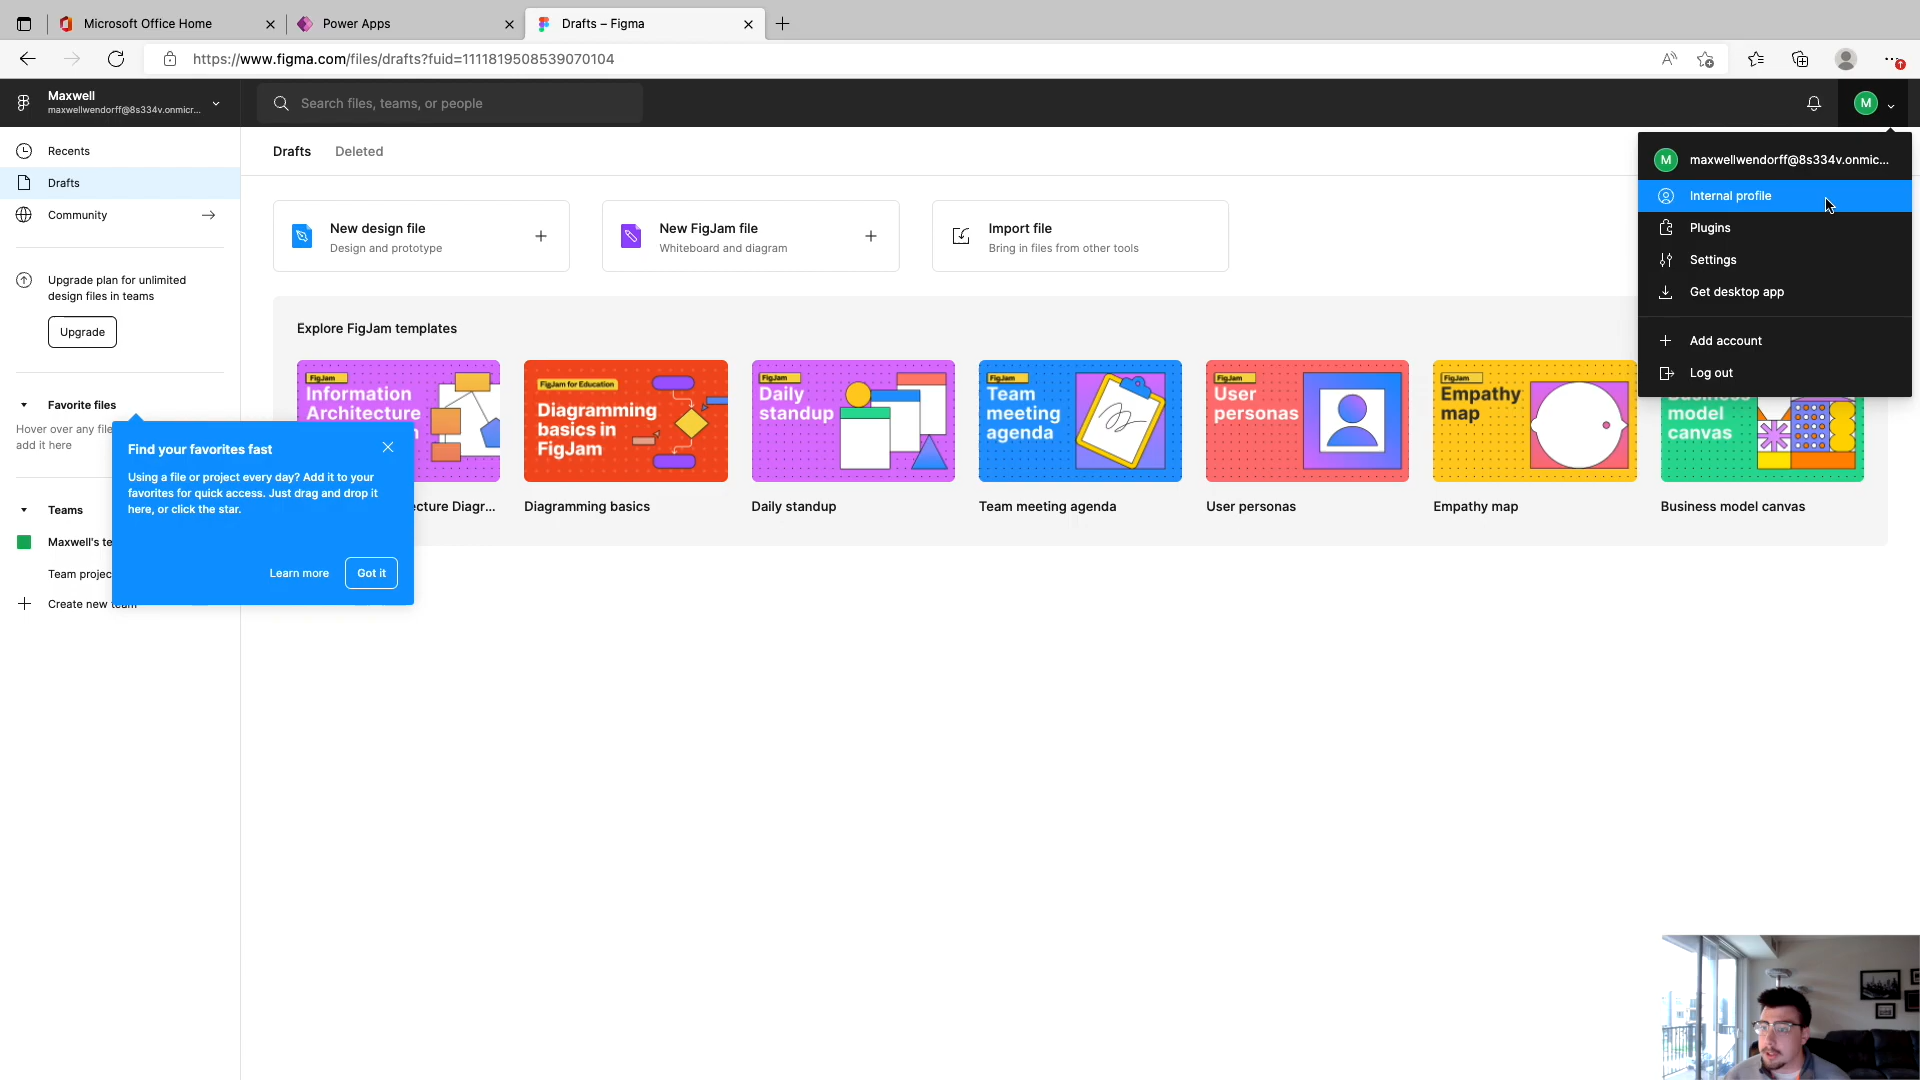 Microsoft Office Home
Power Apps
Drafts – Figma
https://www.figma.com/files/drafts?fuid=1111819508539070104
Maxwell
maxwellwendorff@8s334v.onmicr...
Search files, teams, or people
M
M
maxwellwendorff@8s334v.onmic...
Internal profile
Plugins
Settings
Get desktop app
Add account
Log out
Recents
Drafts
Community
Upgrade plan for unlimited
design files in teams
Upgrade
Favorite files
Hover over any file
add it here
Teams
Maxwell's te
Team projec
Create new team
Drafts
Deleted
New design file
Design and prototype
New FigJam file
Whiteboard and diagram
Import file
Bring in files from other tools
Explore FigJam templates
FigJam
Information
Architecture
cture Diagr...
FigJam for Education
Diagramming
basics in
FigJam
Diagramming basics
FigJam
Daily
standup
Daily standup
FigJam
Team
meeting
agenda
Team meeting agenda
FigJam
User
personas
User personas
FigJam
Empathy
map
Empathy map
Business
model
canvas
Business model canvas
Find your favorites fast
Using a file or project every day? Add it to your
favorites for quick access. Just drag and drop it
here, or click the star.
Learn more
Got it